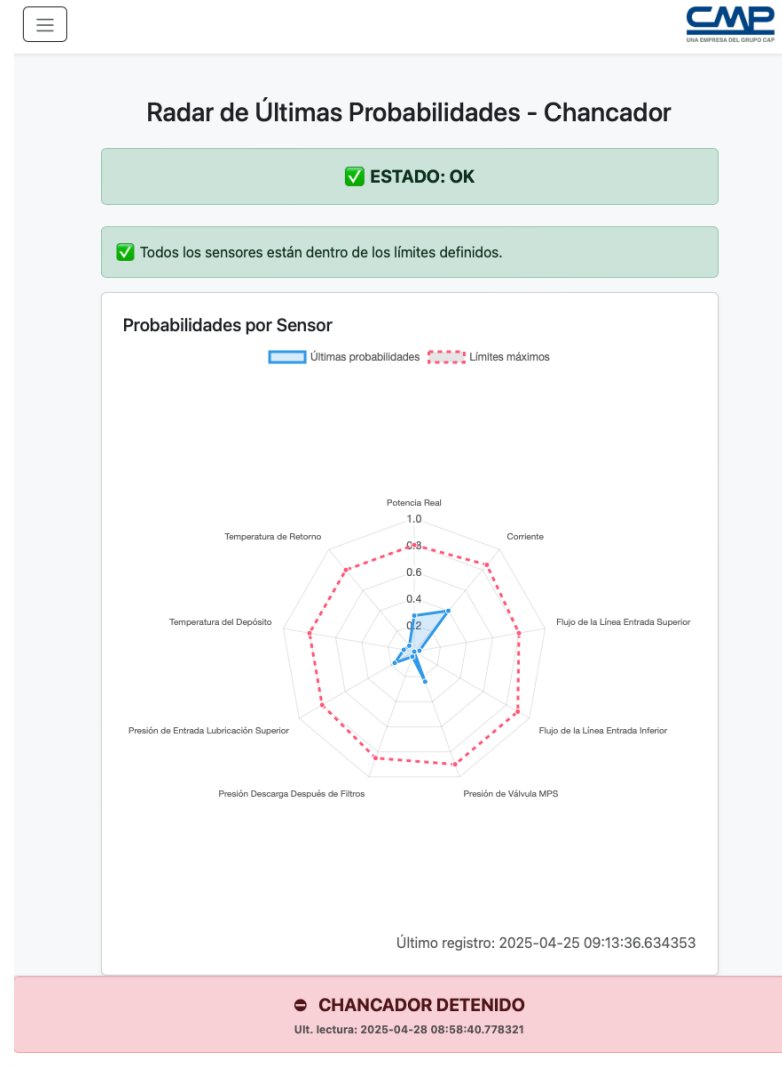 CMP
UNA EMPRESA DEL GRUPO CAP
Radar de Últimas Probabilidades - Chancador
✅ ESTADO: OK
✅ Todos los sensores están dentro de los límites definidos.
Probabilidades por Sensor
Últimas probabilidades Límites máximos
Potencia Real
1.0
Temperatura de Retorno
Corriente
0.8
0.6
0.4
Temperatura del Depósito
0.2
Flujo de la Línea Entrada Superior
Presión de Entrada Lubricación Superior
Flujo de la Línea Entrada Inferior
Presión Descarga Después de Filtros
Presión de Válvula MPS
Último registro: 2025-04-25 09:13:36.634353
⛔ CHANCADOR DETENIDO
Ult. lectura: 2025-04-28 08:58:40.778321